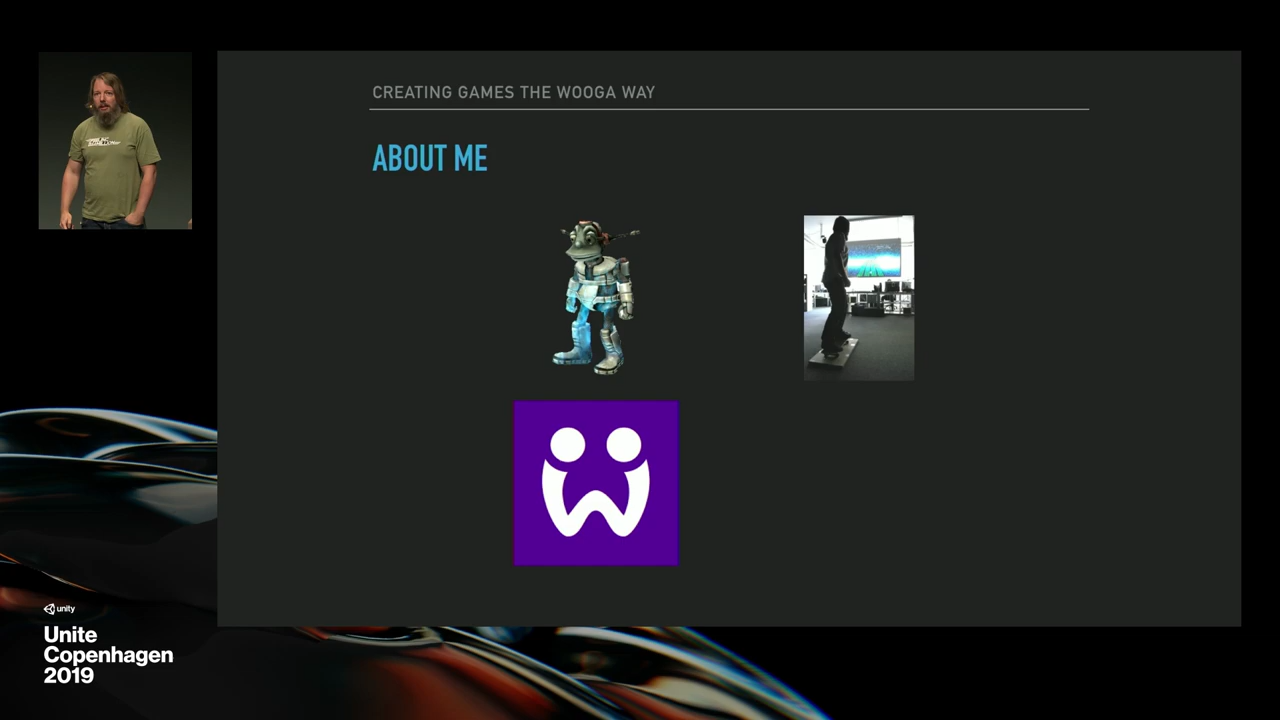 CREATING GAMES THE WOOGA WAY
ABOUT ME
unity
Unite
Copenhagen
2019